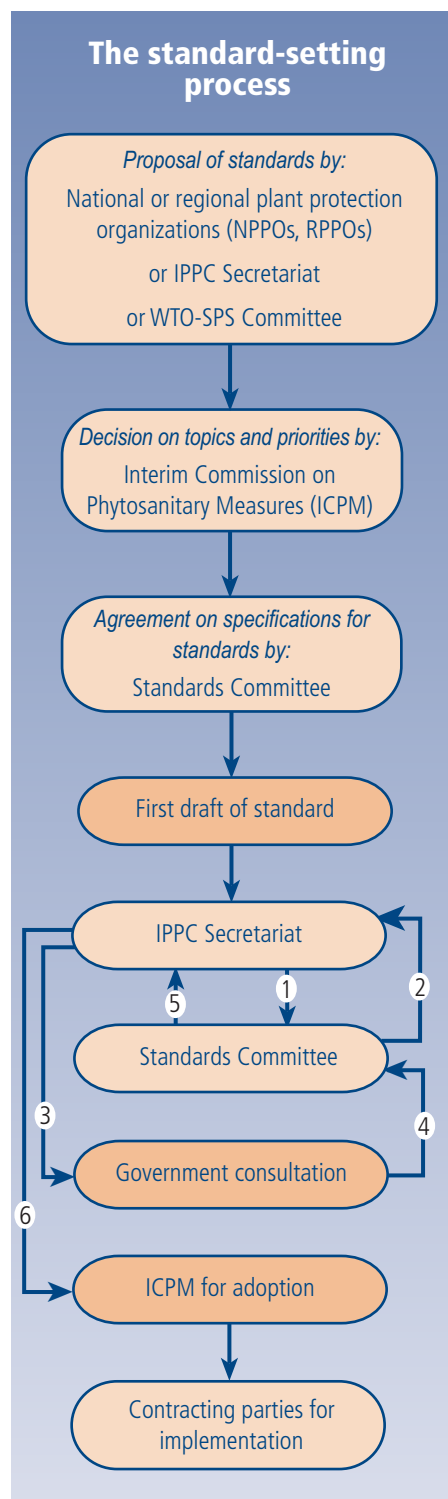 The standard-setting
process
Proposal of standards by:
National or regional plant protection
organizations (NPPOs, RPPOs)
or IPPC Secretariat
or WTO-SPS Committee
Decision on topics and priorities by:
Interim Commission on
Phytosanitary Measures (ICPM)
Agreement on specifications for
standards by:
Standards Committee
First draft of standard
IPPC Secretariat
5
1
2
Standards Committee
3
4
Government consultation
6
ICPM for adoption
Contracting parties for
implementation